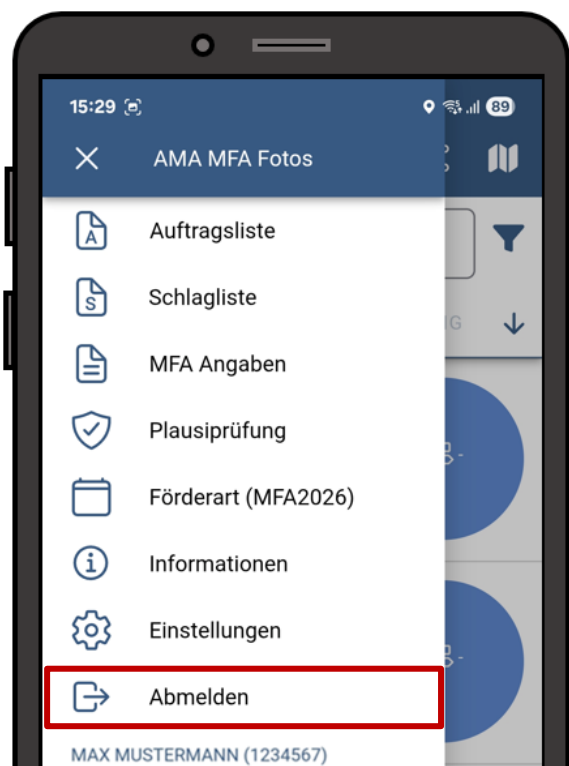 15:29
89
AMA MFA Fotos
A Auftragsliste
S Schlagliste
G
MFA Angaben
Plausiprüfung
Förderart (MFA2026)
i Informationen
Einstellungen
Abmelden
MAX MUSTERMANN (1234567)